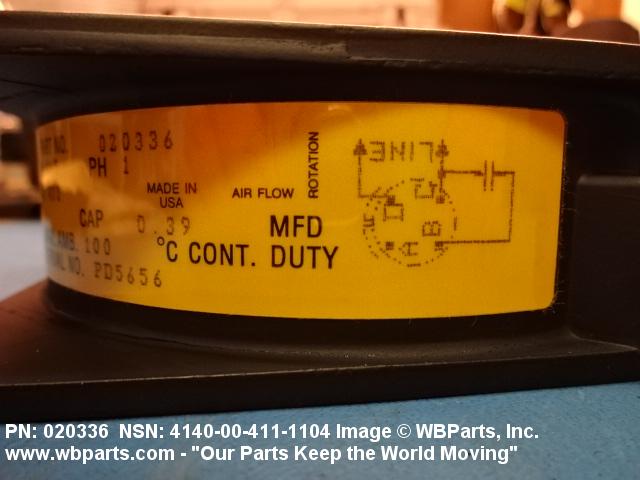 NO. 020336
PH 1
MADE IN
USA
AIR FLOW
ROTATION
CAP 0.39 MFD
AMB. 100 °C CONT. DUTY
NO. PD5656
LINE
D C
A B
PN: 020336 NSN: 4140-00-411-1104 Image © WBParts, Inc.
www.wbparts.com - "Our Parts Keep the World Moving"